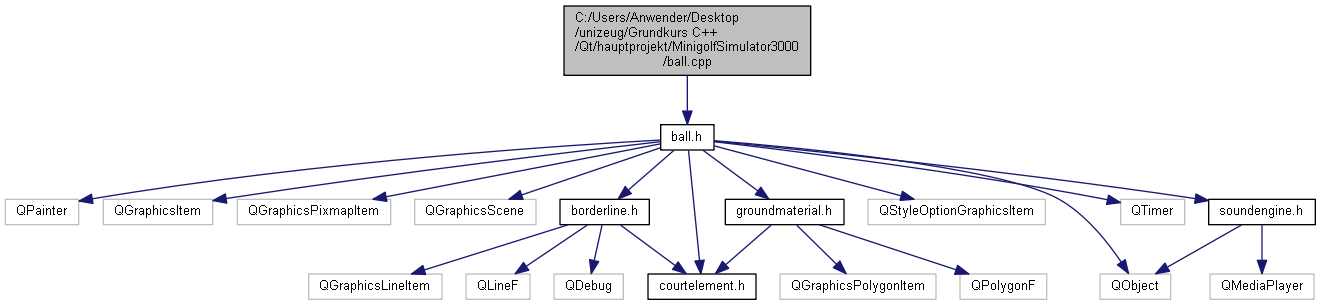 C:/Users/Anwender/Desktop
/unizeug/Grundkurs C++
/Qt/hauptprojekt/MinigolfSimulator3000
/ball.cpp
ball.h
QPainter
QGraphicsItem
QGraphicsPixmapItem
QGraphicsScene
borderline.h
groundmaterial.h
QStyleOptionGraphicsItem
QTimer
soundengine.h
QGraphicsLineItem
QLineF
QDebug
courtelement.h
QGraphicsPolygonItem
QPolygonF
QObject
QMediaPlayer